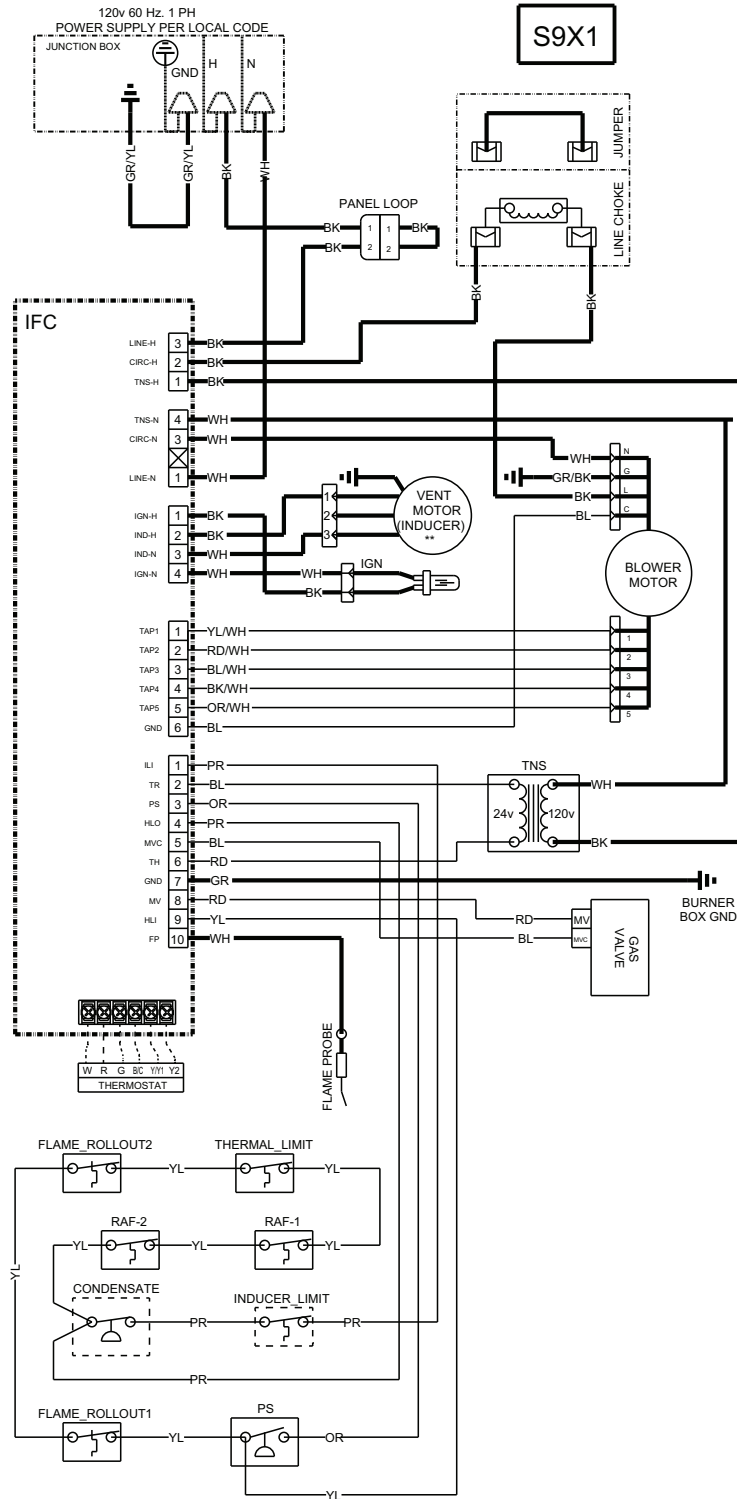 120v 60 Hz. 1 PH
POWER SUPPLY PER LOCAL CODE
JUNCTION BOX
GND
H
N
GR/YL
GR/YL
BK
WH
S9X1
JUMPER
LINE CHOKE
BK
BK
PANEL LOOP
BK 1 1 BK
BK 2 2
IFC
LINE-H 3 BK
CIRC-H 2 BK
TNS-H 1 BK
TNS-N 4 WH
CIRC-N 3 WH
LINE-N 1 WH
IGN-H 1 BK
IND-H 2 BK
IND-N 3 WH
IGN-N 4 WH
1
2
3
VENT
MOTOR
(INDUCER)
**
IGN
WH
BK
WH N
GR/BK G
BK L
BL C
BLOWER
MOTOR
TAP1 1 YL/WH
TAP2 2 RD/WH
TAP3 3 BL/WH
TAP4 4 BK/WH
TAP5 5 OR/WH
GND 6 BL
1
2
3
4
5
ILI 1 PR
TR 2 BL
PS 3 OR
HLO 4 PR
MVC 5 BL
TH 6 RD
GND 7 GR
MV 8 RD
HLI 9 YL
FP 10 WH
TNS
24v 120v
WH
BK
BURNER
BOX GND
RD MV
BL MVC
GAS
VALVE
FLAME PROBE
W R G B/C Y/Y1 Y2
THERMOSTAT
FLAME_ROLLOUT2
THERMAL_LIMIT
YL
YL
RAF-2
RAF-1
YL
YL
YL
YL
CONDENSATE
INDUCER_LIMIT
PR
PR
PR
FLAME_ROLLOUT1
PS
YL
OR
YL